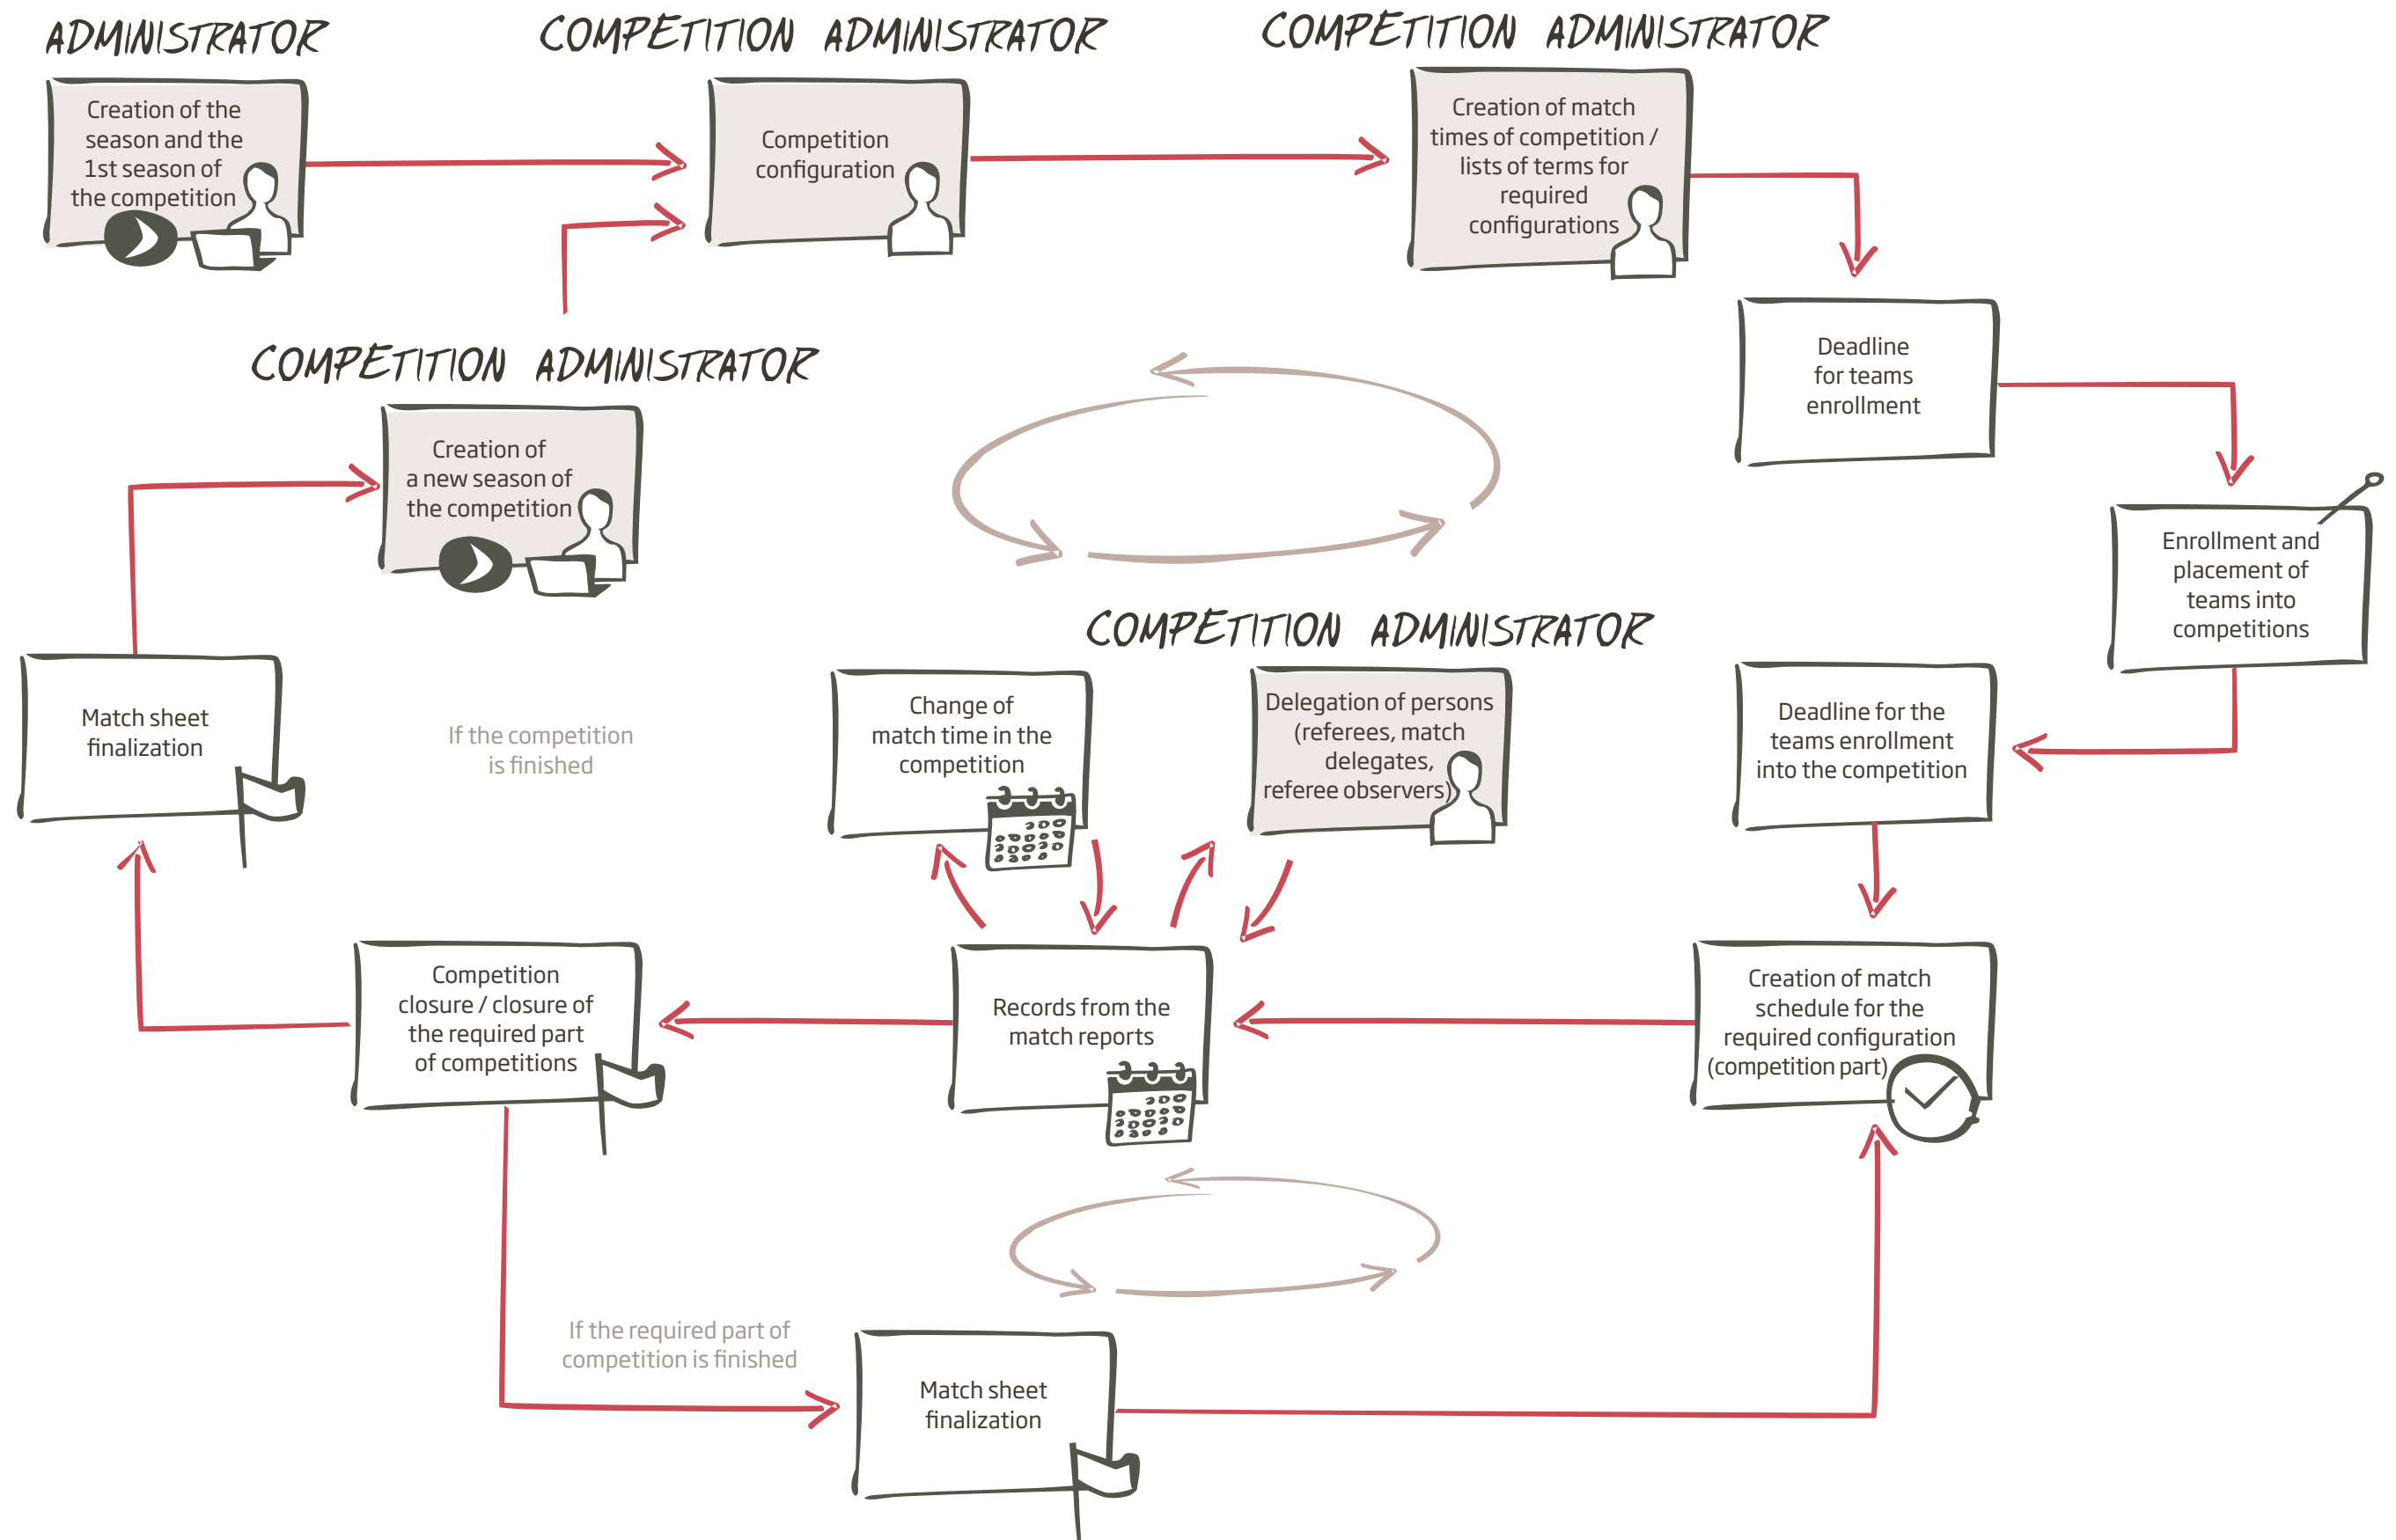 ADMINISTRATOR
COMPETITION ADMINISTRATOR
COMPETITION ADMINISTRATOR
Creation of the
season and the
1st season of
the competition
Competition
configuration
Creation of match
times of competition /
lists of terms for
required
configurations
Deadline
for teams
enrollment
COMPETITION ADMINISTRATOR
Creation of
a new season of
the competition
Enrollment and
placement of
teams into
competitions
COMPETITION ADMINISTRATOR
Match sheet
finalization
If the competition
is finished
Change of
match time in the
competition
Delegation of persons
(referees, match
delegates,
referee observers)
Deadline for the
teams enrollment
into the competition
Competition
closure / closure of
the required part
of competitions
Records from the
match reports
Creation of match
schedule for the
required configuration
(competition part)
If the required part of
competition is finished
Match sheet
finalization